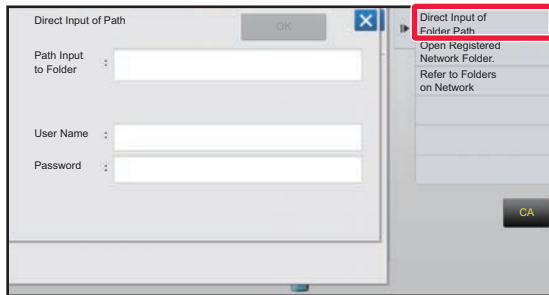 Direct Input of Path
OK
Path Input
to Folder :
User Name :
Password :
Direct Input of
Folder Path
Open Registered
Network Folder.
Refer to Folders
on Network
CA